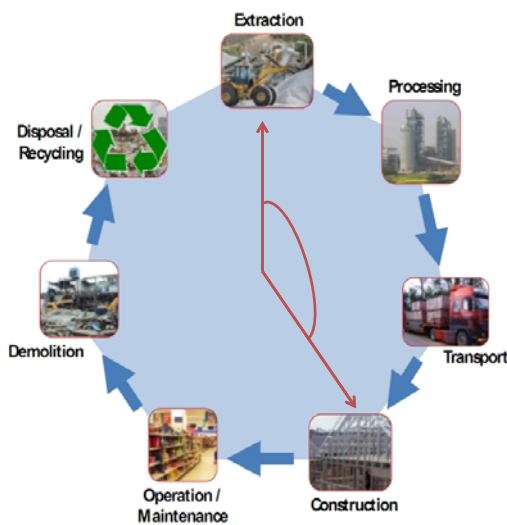 Extraction
Processing
Disposal /
Recycling
Transport
Demolition
Operation /
Maintenance
Construction